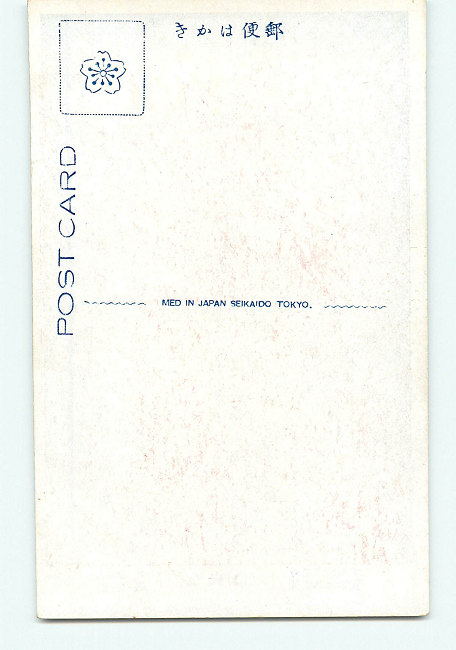 きかは便郵
POST CARD
MED IN JAPAN SEIKAIDO TOKYO.